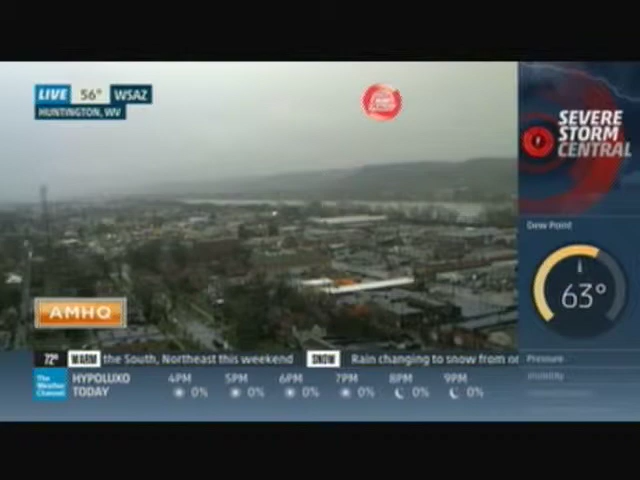 LIVE 56° WSAZ
HUNTINGTON, WV
SEVERE
STORM
CENTRAL
Dew Point
63°
AMHQ
72° WARM the South, Northeast this weekend SNOW Rain changing to snow from
Pressure
Visibility
The
Weather
Channel
HYPOLUXO
TODAY
4PM 5PM 6PM 7PM 8PM 9PM
0% 0% 0% 0% 0% 0%